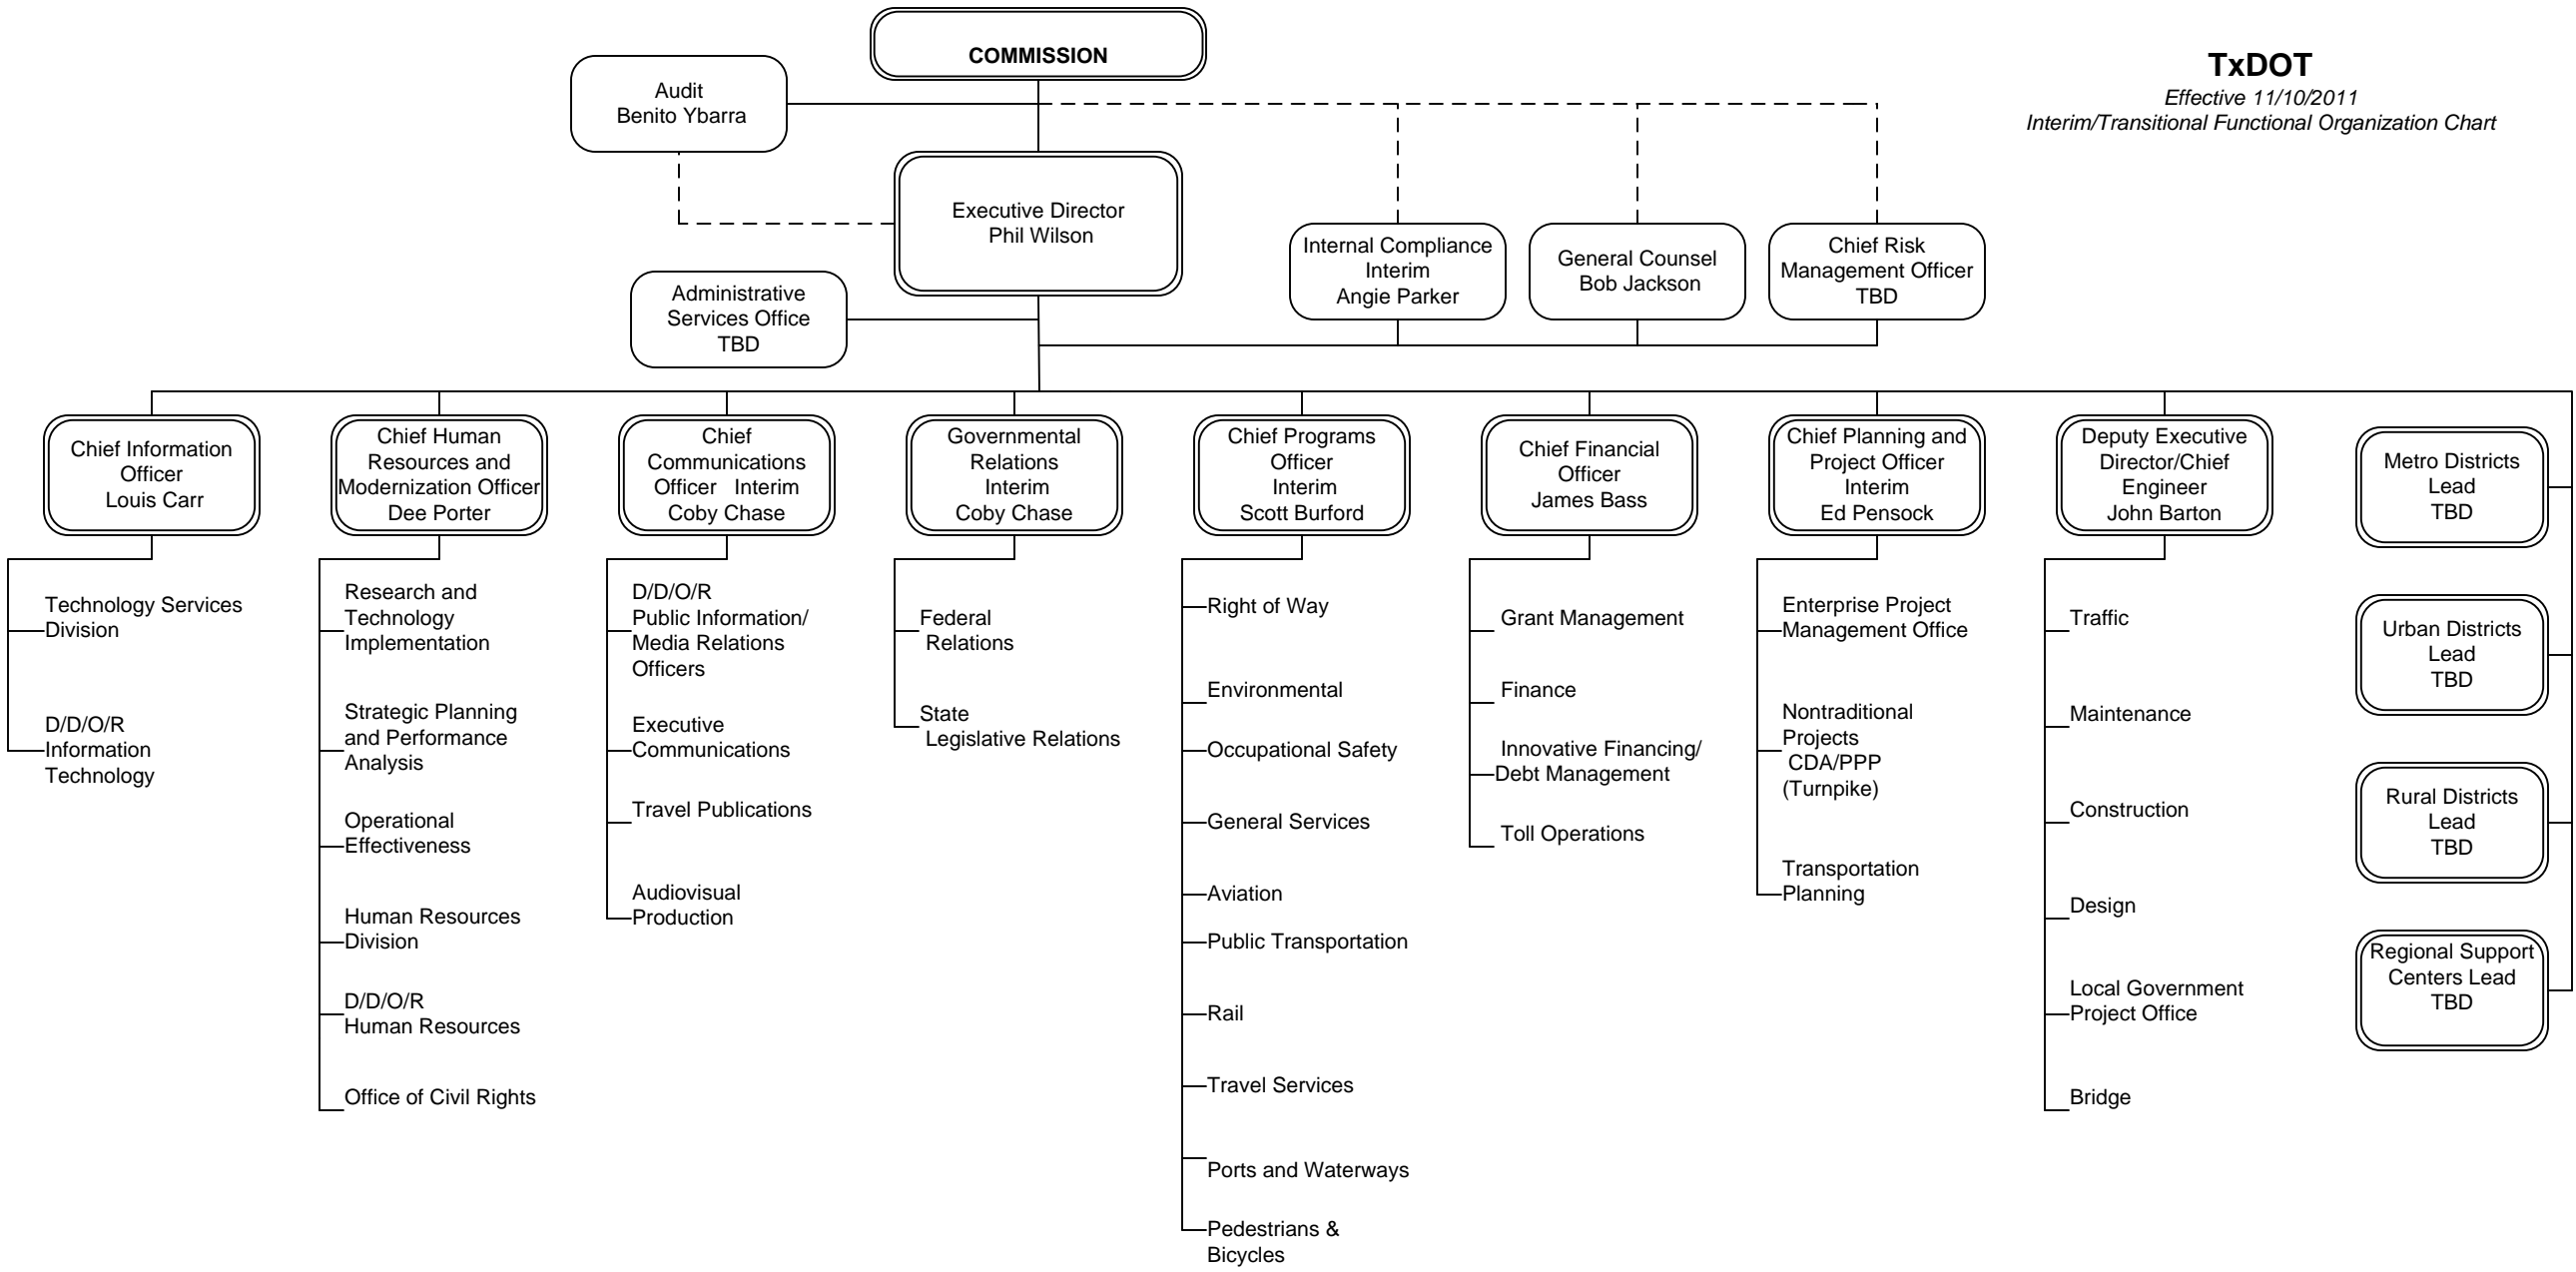 COMMISSION
TxDOT
Effective 11/10/2011
Interim/Transitional Functional Organization Chart
Audit
Benito Ybarra
Executive Director
Phil Wilson
Internal Compliance
Interim
Angie Parker
General Counsel
Bob Jackson
Chief Risk
Management Officer
TBD
Administrative
Services Office
TBD
Chief Information
Officer
Louis Carr
Technology Services
Division
D/D/O/R
Information
Technology
Chief Human
Resources and
Modernization Officer
Dee Porter
Research and
Technology
Implementation
Strategic Planning
and Performance
Analysis
Operational
Effectiveness
Human Resources
Division
D/D/O/R
Human Resources
Office of Civil Rights
Chief
Communications
Officer Interim
Coby Chase
D/D/O/R
Public Information/
Media Relations
Officers
Executive
Communications
Travel Publications
Audiovisual
Production
Governmental
Relations
Interim
Coby Chase
Federal
Relations
State
Legislative Relations
Chief Programs
Officer
Interim
Scott Burford
Right of Way
Environmental
Occupational Safety
General Services
Aviation
Public Transportation
Rail
Travel Services
Ports and Waterways
Pedestrians &
Bicycles
Chief Financial
Officer
James Bass
Grant Management
Finance
Innovative Financing/
Debt Management
Toll Operations
Chief Planning and
Project Officer
Interim
Ed Pensock
Enterprise Project
Management Office
Nontraditional
Projects
CDA/PPP
(Turnpike)
Transportation
Planning
Deputy Executive
Director/Chief
Engineer
John Barton
Traffic
Maintenance
Construction
Design
Local Government
Project Office
Bridge
Metro Districts
Lead
TBD
Urban Districts
Lead
TBD
Rural Districts
Lead
TBD
Regional Support
Centers Lead
TBD